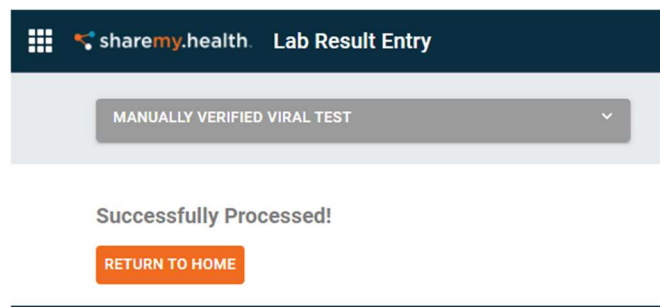 sharemy.health. Lab Result Entry
MANUALLY VERIFIED VIRAL TEST
Successfully Processed!
RETURN TO HOME